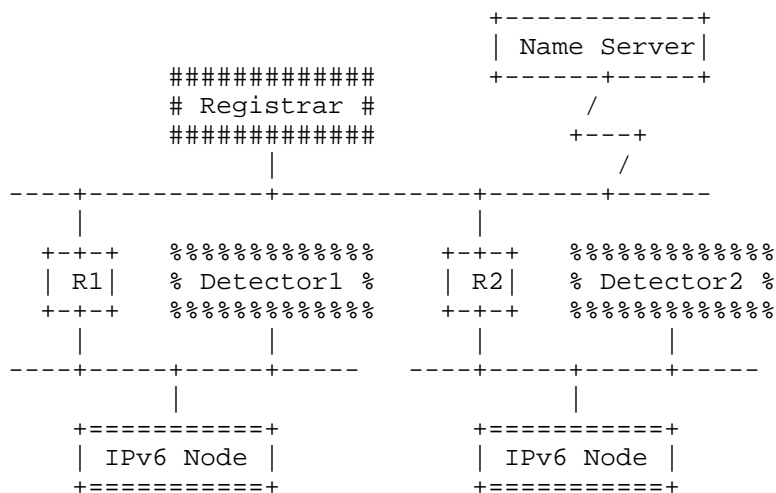 Name Server
Registrar
R1 Detector1 R2 Detector2
IPv6 Node IPv6 Node